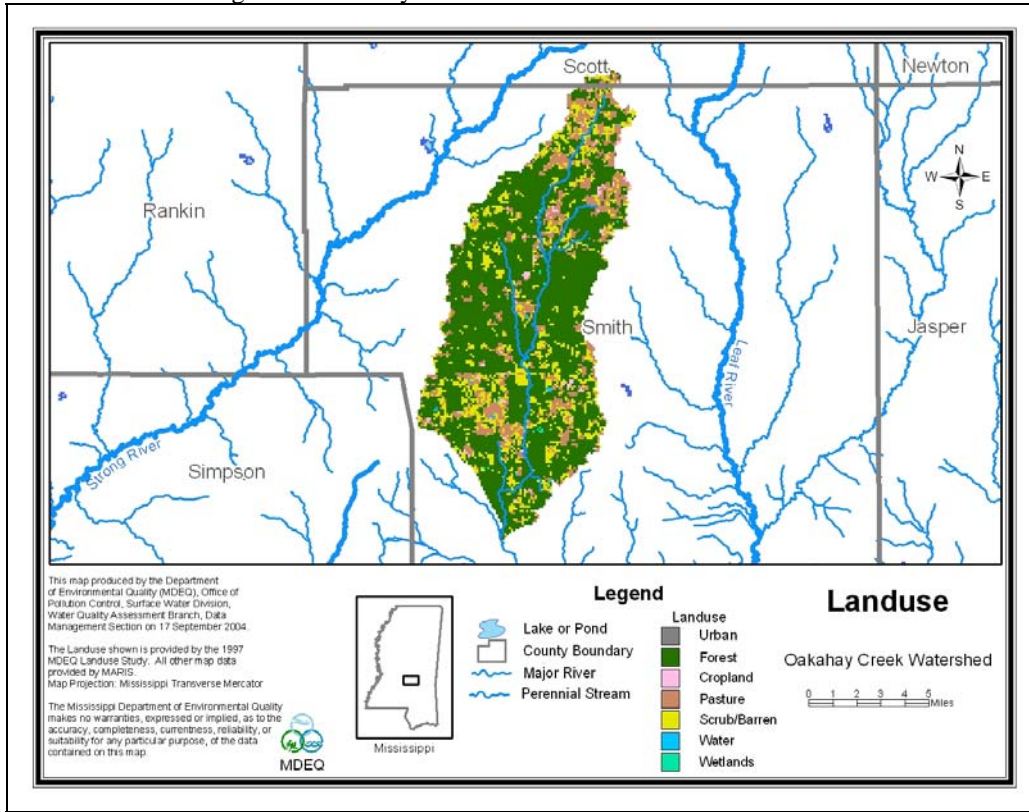 Scott
Newton
N
W E
S
Rankin
Smith
Jasper
Leaf River
Strong River
Simpson
This map produced by the Department
of Environmental Quality (MDEQ), Office of
Pollution Control, Surface Water Division,
Water Quality Assessment Branch, Data
Management Section on 17 September 2004.
The Landuse shown is provided by the 1997
MDEQ Landuse Study. All other map data
provided by MARIS.
Map Projection: Mississippi Transverse Mercator
The Mississippi Department of Environmental Quality
makes no warranties, expressed or implied, as to the
accuracy, completeness, currentness, reliability, or
suitability for any particular purpose, of the data
contained on this map.
MDEQ
Mississippi
Legend
Lake or Pond
County Boundary
Major River
Perennial Stream
Landuse
Urban
Forest
Cropland
Pasture
Scrub/Barren
Water
Wetlands
Landuse
Oakahay Creek Watershed
0 1 2 3 4 5
Miles